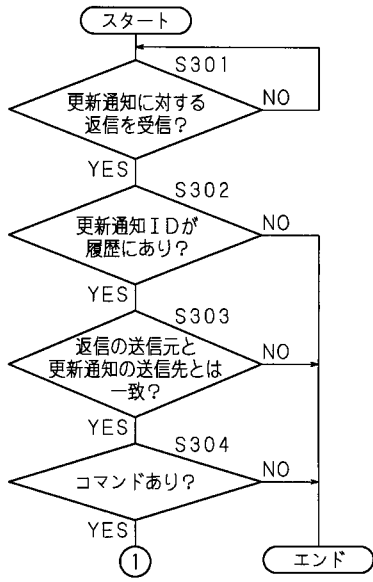 スタート
S301
更新通知に対する
返信を受信?
NO
YES
S302
更新通知IDが
履歴にあり?
NO
YES
S303
返信の送信元と
更新通知の送信先とは
一致?
NO
YES
S304
コマンドあり?
NO
YES
1
エンド